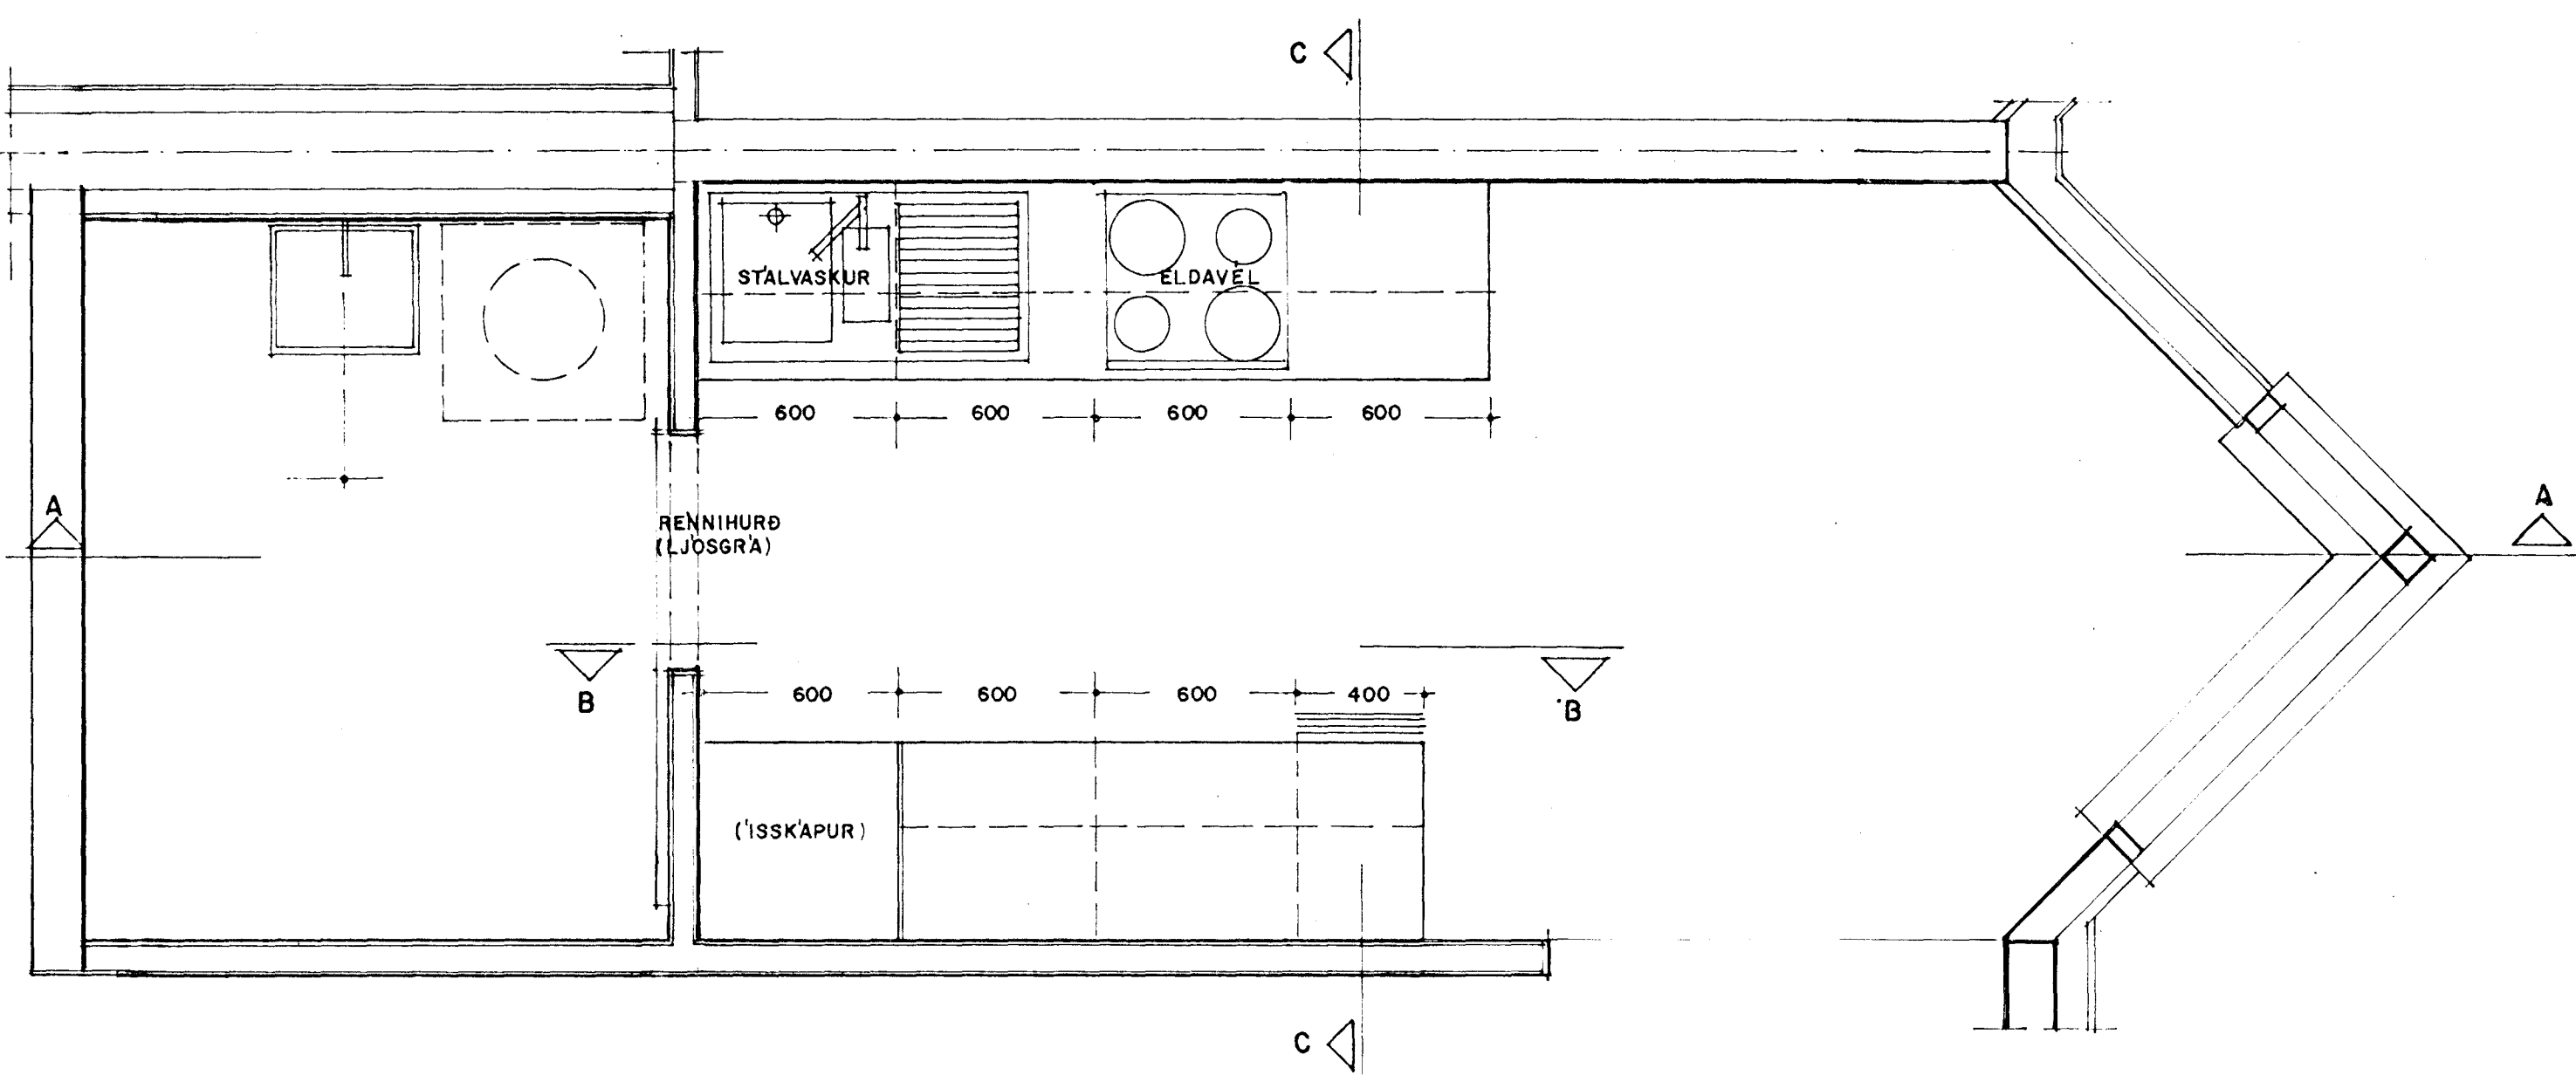 C
STÁLVASKUR
ELDAVÉL
600 600 600 600
A
A
RENNIHURÐ
(LJÓSGRÁ)
B
B
600 600 600 400
(ÍSSKÁPUR)
C